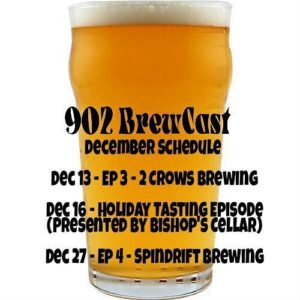 902 BrewCast
December Schedule
Dec 13 - Ep 3 - 2 Crows Brewing
Dec 16 - Holiday Tasting Episode
(Presented by Bishop's Cellar)
Dec 27 - Ep 4 - Spindrift Brewing